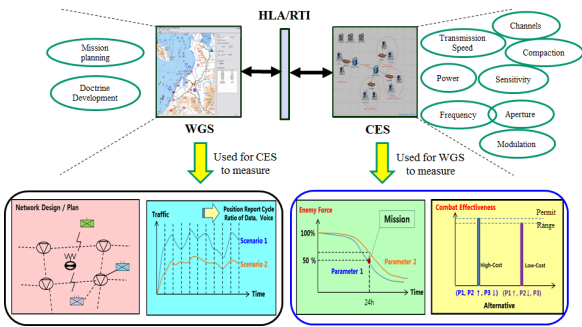 HLA/RTI
Mission
planning
Doctrine
Development
WGS
CES
Channels
Transmission
Speed
Compaction
Power
Sensitivity
Frequency
Aperture
Modulation
Used for CES
to measure
Used for WGS
to measure
Network Design / Plan
Traffic
Position Report Cycle
Ratio of Data, Voice
Scenario 1
Scenario 2
Time
Enemy Force
Mission
100%
50 %
Parameter 1
Parameter 2
Time
24h
Combat Effectiveness
Permit
Range
High-Cost
Low-Cost
(P1, P2 ↑, P3 ↓) (P1 ↑, P2 ↓, P3)
Alternative